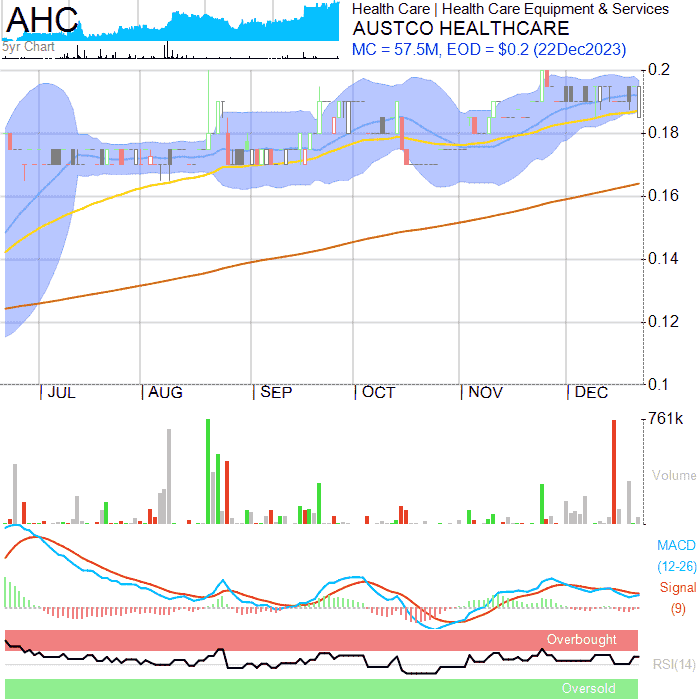 AHC
Health Care | Health Care Equipment & Services
AUSTCO HEALTHCARE
MC = 57.5M, EOD = $0.2 (22Dec2023)
5yr Chart
0.2
0.18
0.16
0.14
0.12
0.1
| JUL | AUG | SEP | OCT | NOV | DEC
761k
Volume
MACD
(12-26)
Signal
(9)
Overbought
RSI(14)
Oversold